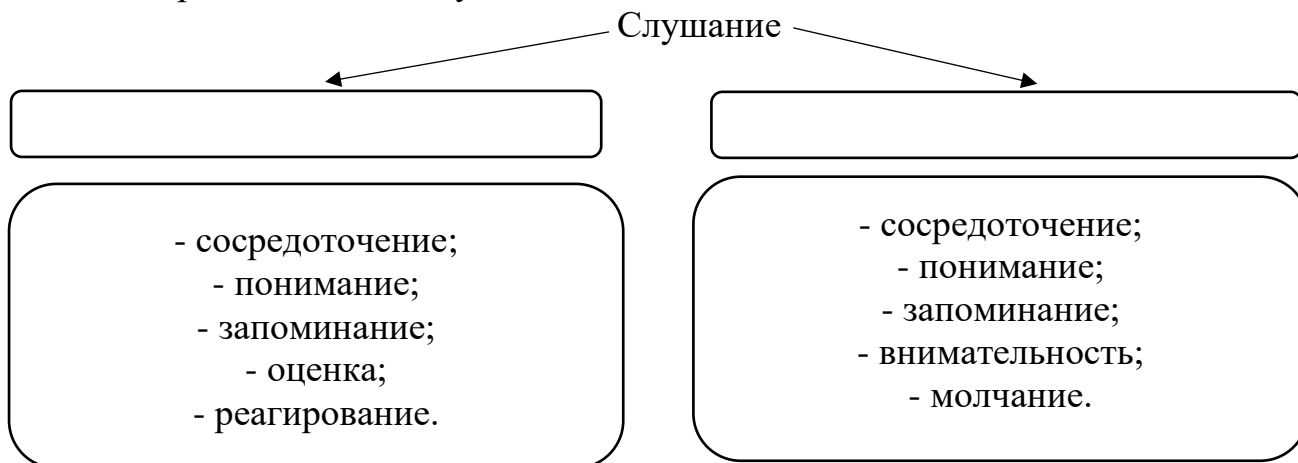 Слушание
- сосредоточение;
- понимание;
- запоминание;
- оценка;
- реагирование.
- сосредоточение;
- понимание;
- запоминание;
- внимательность;
- молчание.